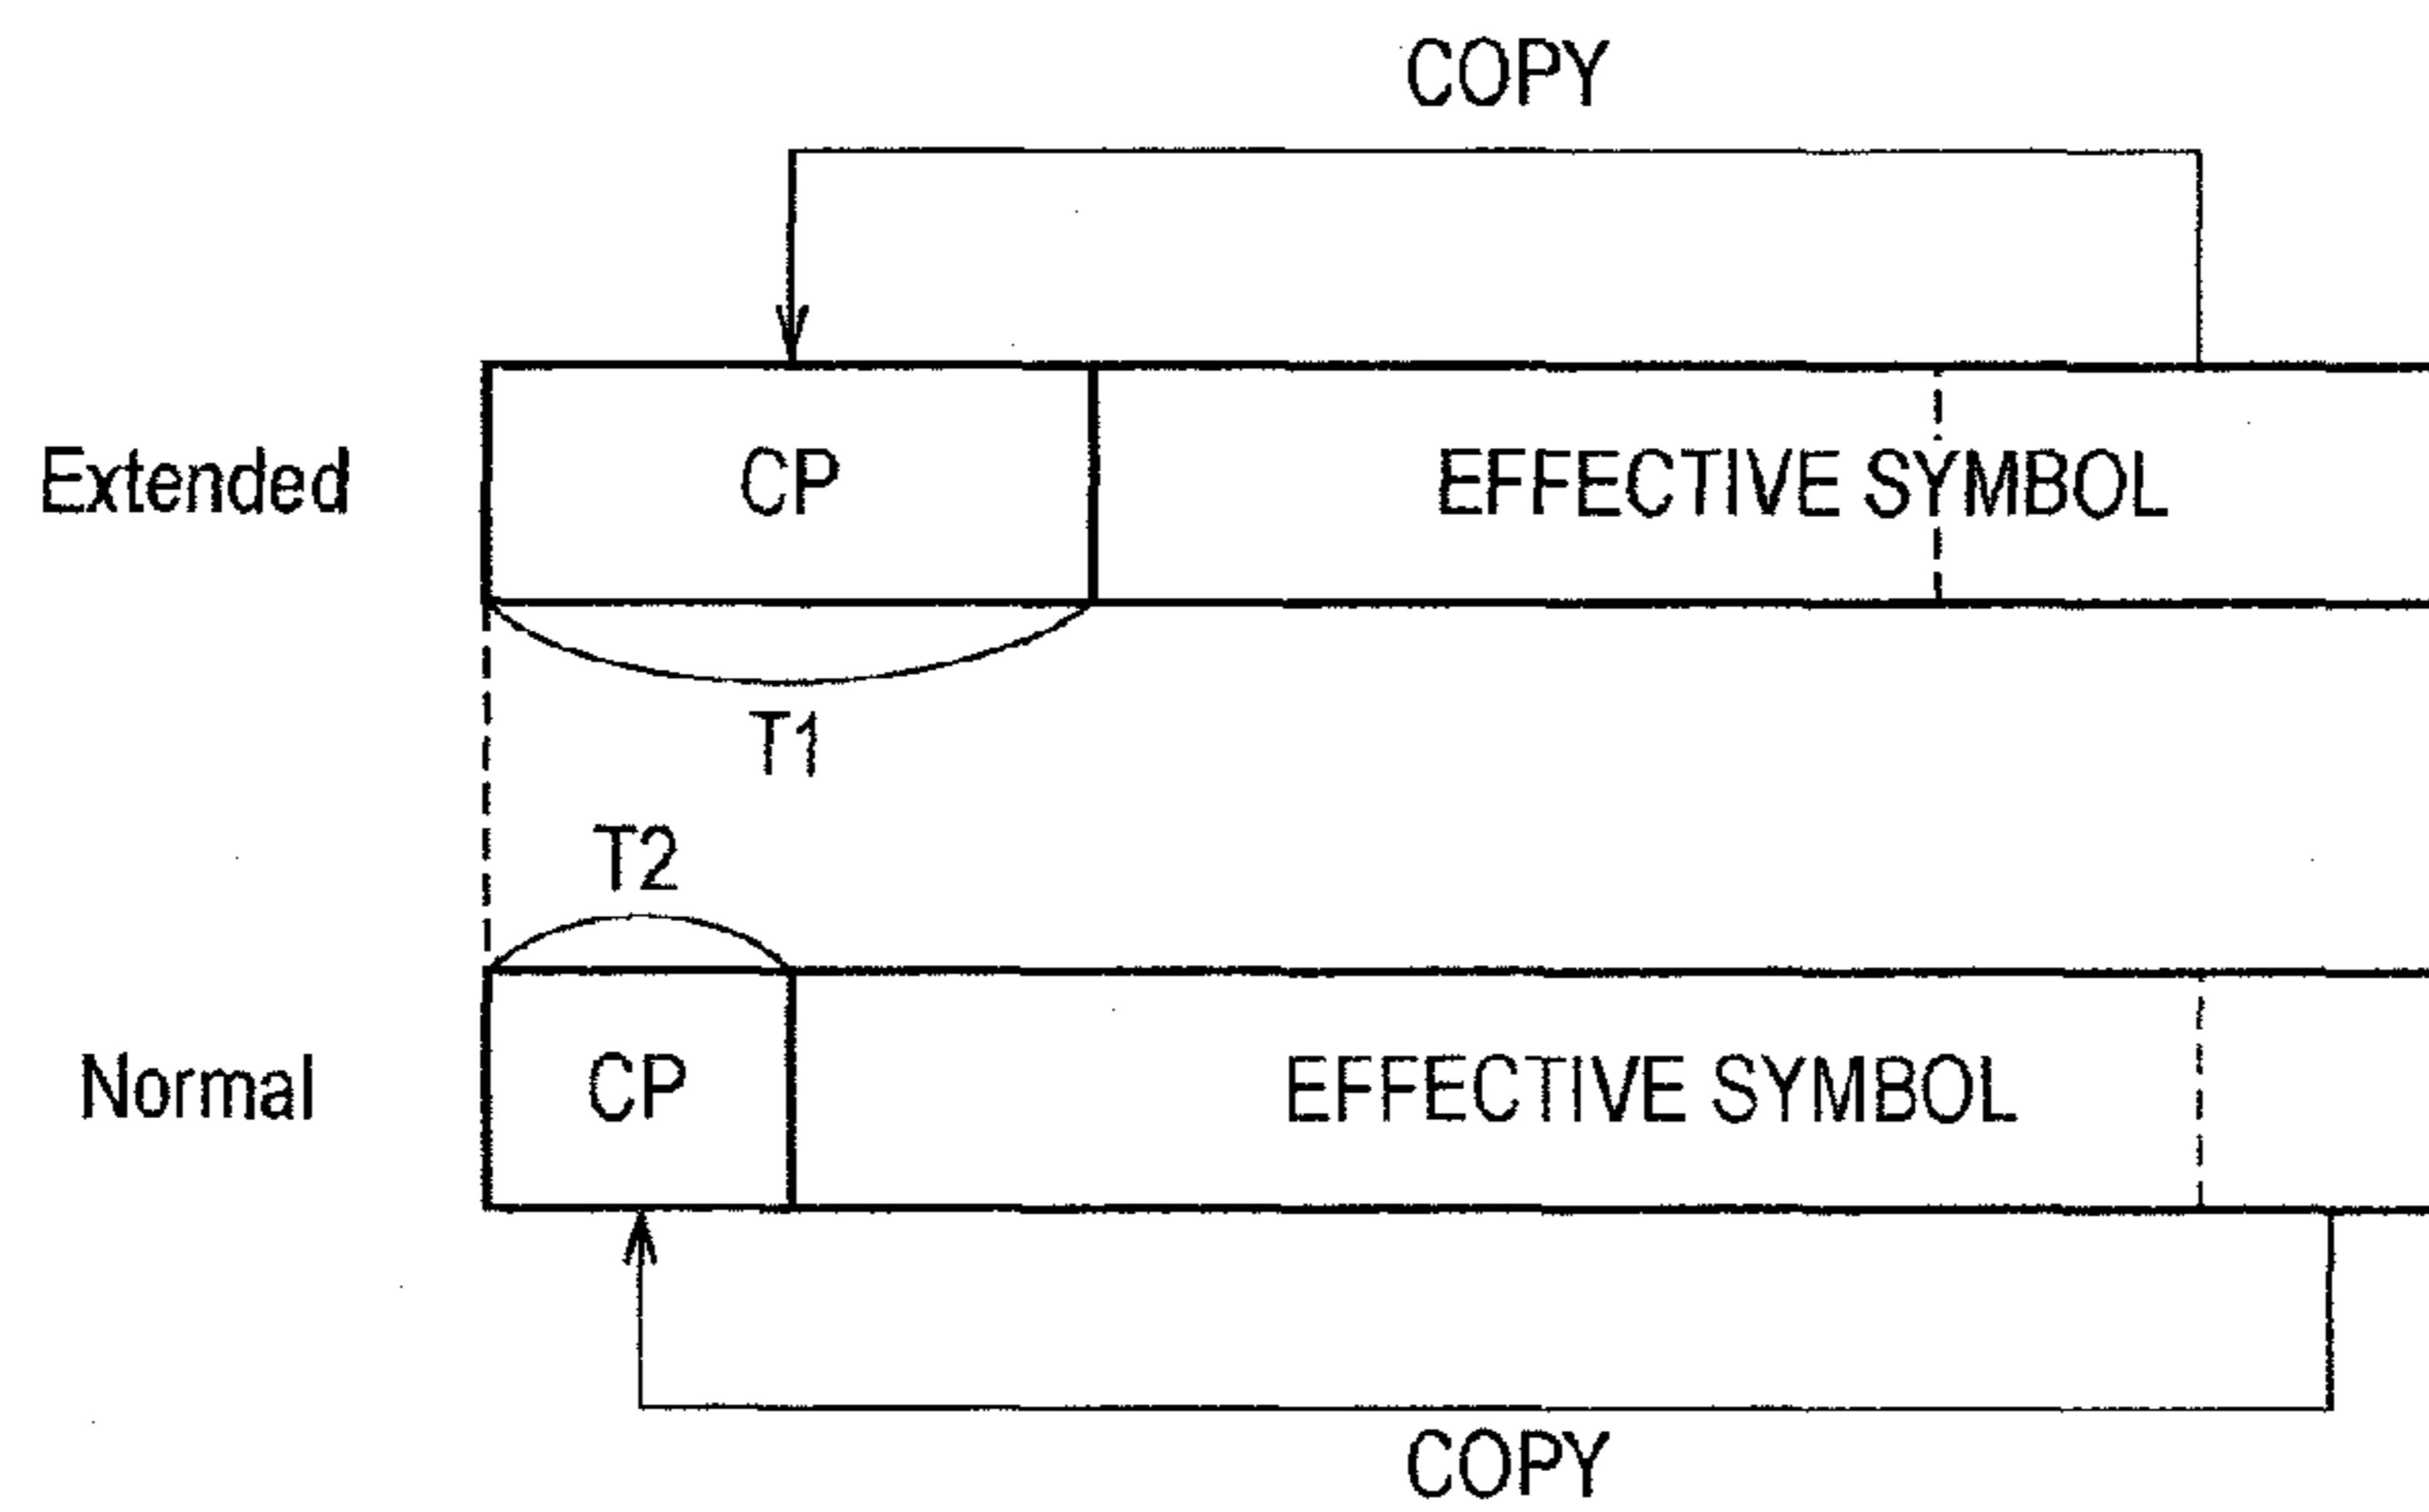 COPY
Extended CP EFFECTIVE SYMBOL
T1
T2
Normal CP EFFECTIVE SYMBOL
COPY